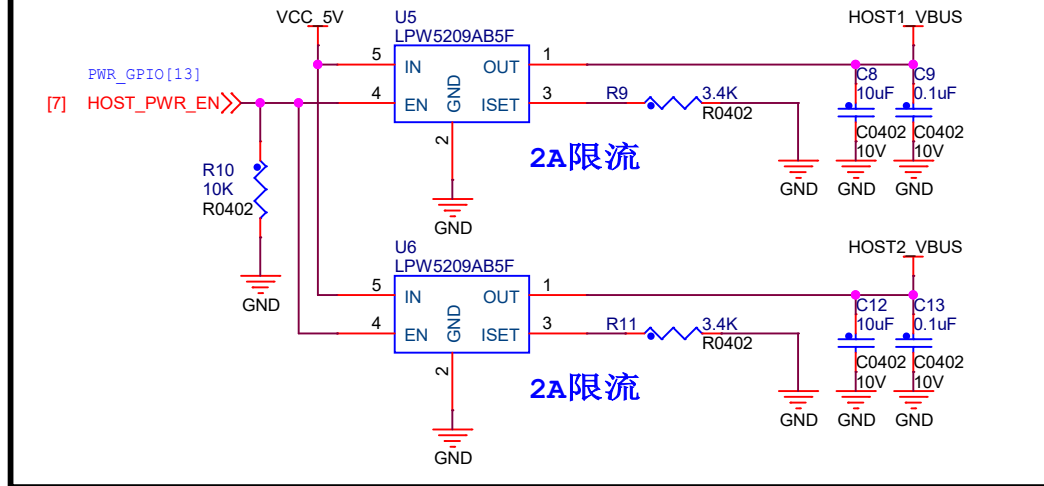 VCC_5V
U5
LPW5209AB5F
HOST1_VBUS
5
IN
OUT
1
PWR_GPIO[13]
[7] HOST_PWR_EN
4
EN
GND
ISET
3
R9
3.4K
R0402
C8
10uF
C0402
10V
C9
0.1uF
C0402
10V
2
2A限流
GND
GND
GND
GND
R10
10K
R0402
GND
U6
LPW5209AB5F
HOST2_VBUS
5
IN
OUT
1
4
EN
GND
ISET
3
R11
3.4K
R0402
C12
10uF
C0402
10V
C13
0.1uF
C0402
10V
2
2A限流
GND
GND
GND
GND